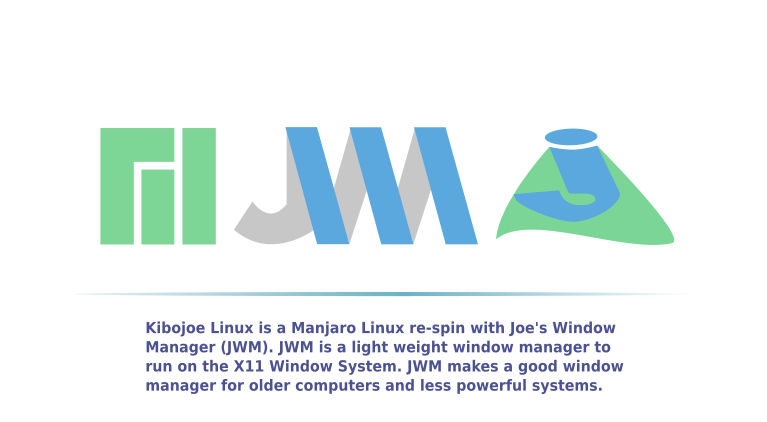 JWM
Kibojoe Linux is a Manjaro Linux re-spin with Joe's Window
Manager (JWM). JWM is a light weight window manager to
run on the X11 Window System. JWM makes a good window
manager for older computers and less powerful systems.